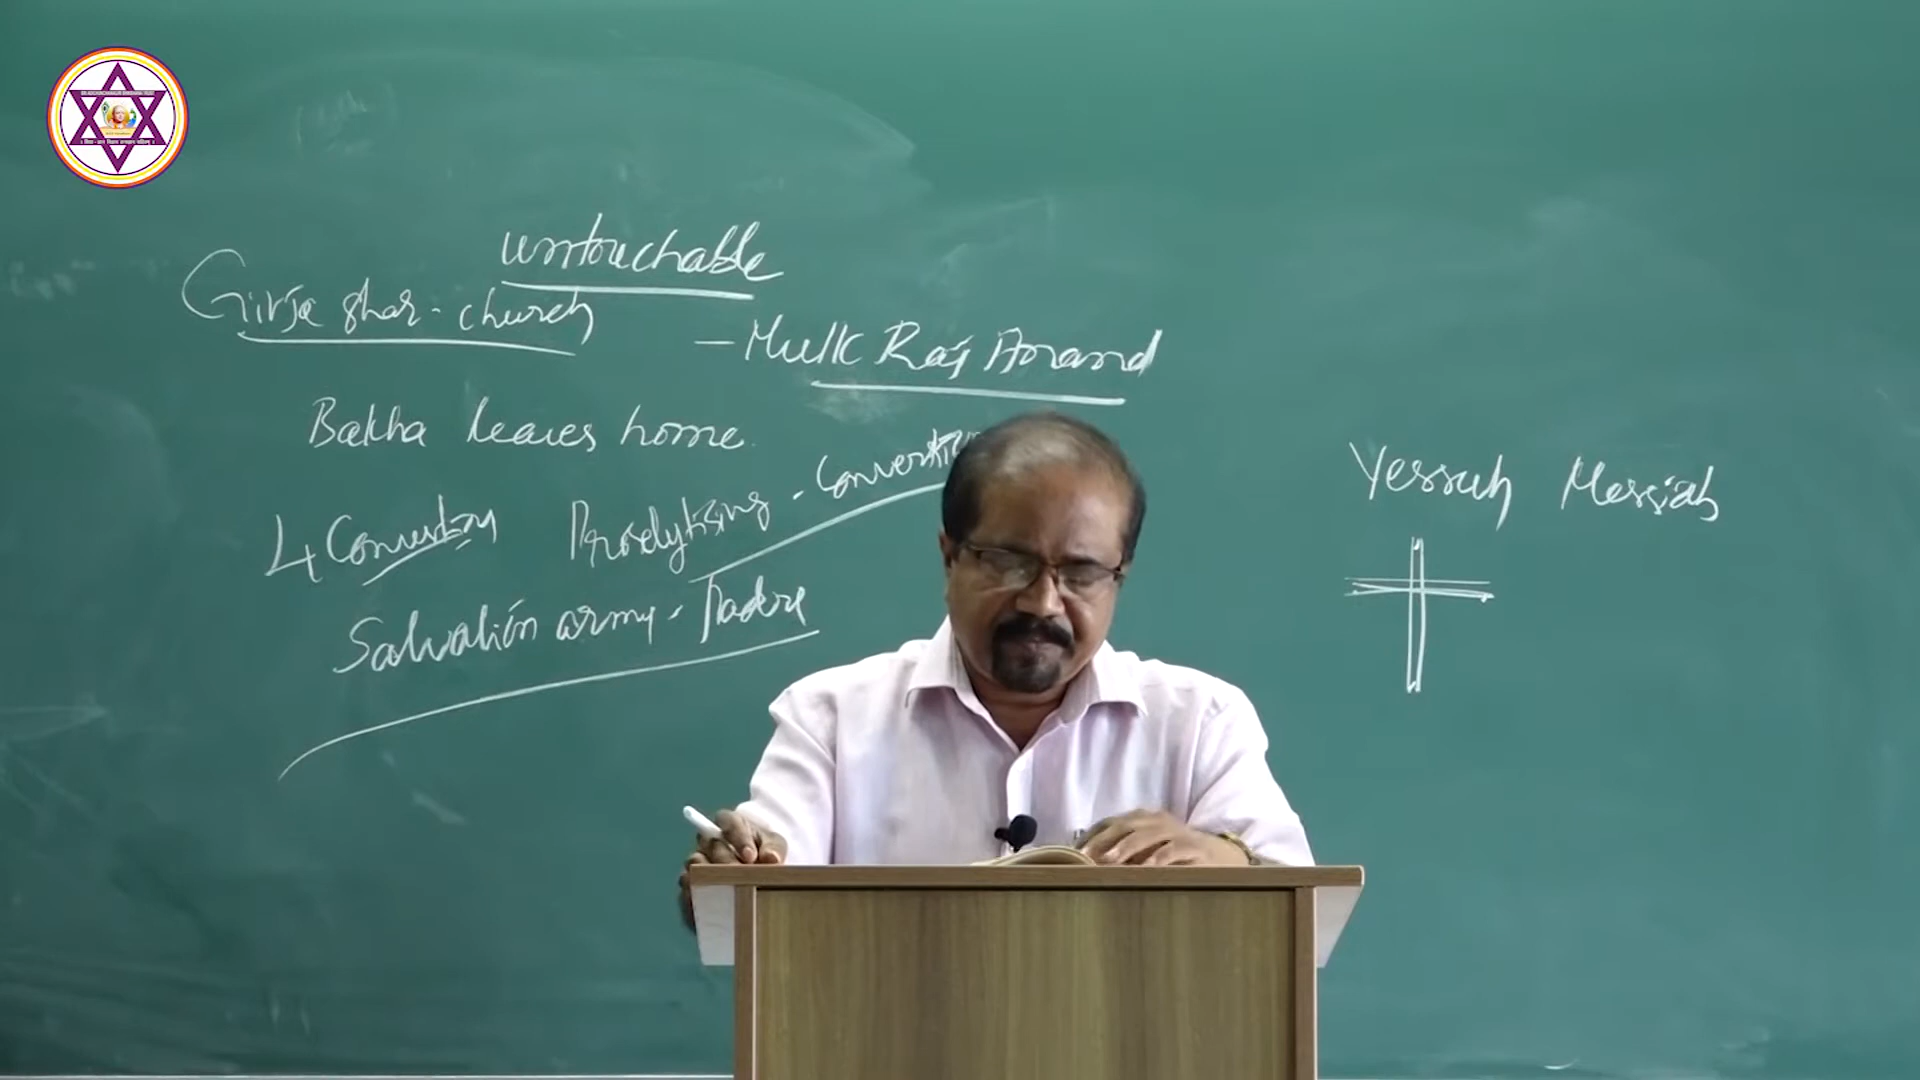 untouchable
Girja ghar - church
- Mulk Raj Anand
Bakha leaves home.
Conversion Proselytising - Conversion
Salvation army - Padre
Yessuh Messiah